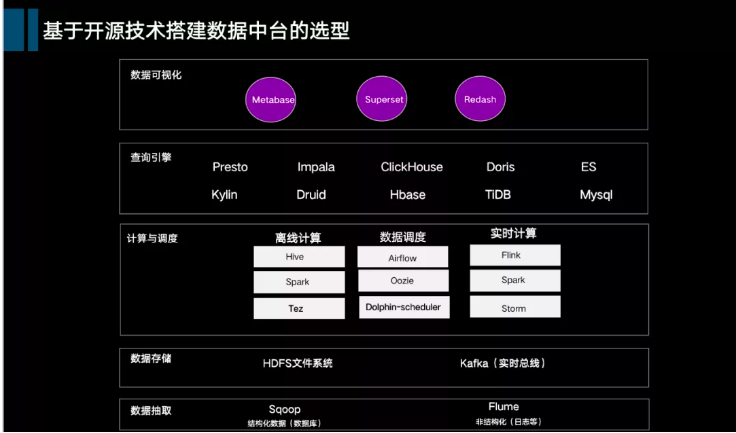 基于开源技术搭建数据中台的选型
数据可视化
Metabase Superset Redash
查询引擎
Presto Impala ClickHouse Doris ES
Kylin Druid Hbase TiDB Mysql
计算与调度
离线计算 数据调度 实时计算
Hive Airflow Flink
Spark Oozie Spark
Tez Dolphin-scheduler Storm
数据存储
HDFS文件系统 Kafka（实时总线）
数据抽取
Sqoop Flume
结构化数据（数据库） 非结构化（日志等）